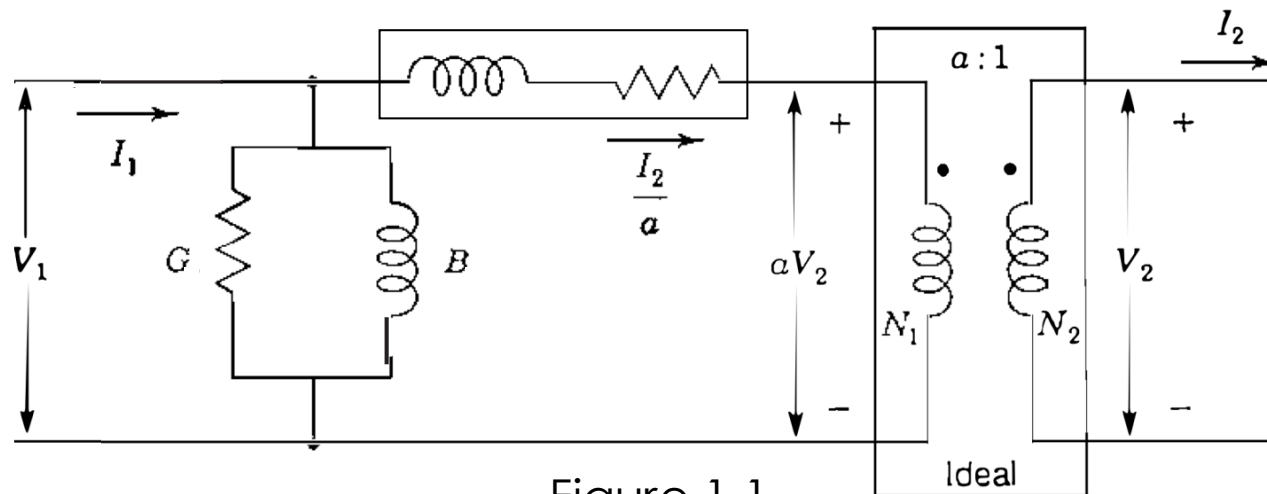 a : 1
I₂
+
+
I₁
I₂
a
V₁
G
B
aV₂
V₂
N₁
N₂
−
−
Ideal
Figure 1.1